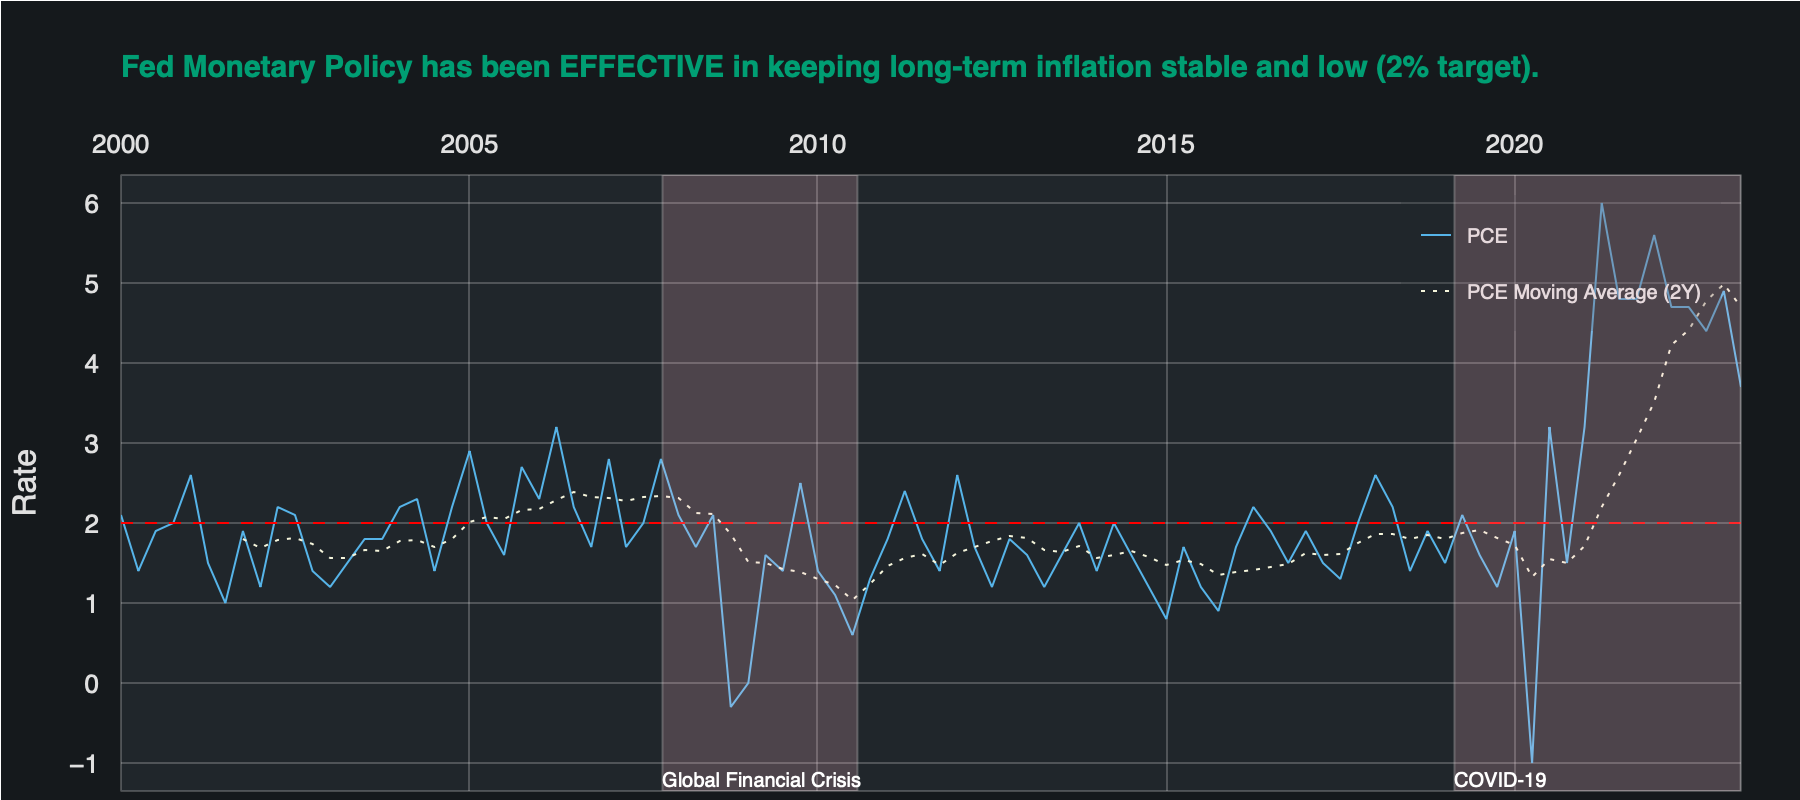 Fed Monetary Policy has been EFFECTIVE in keeping long-term inflation stable and low (2% target).
2000 2005 2010 2015 2020
6
PCE
5
PCE Moving Average (2Y)
4
3
Rate
2
1
0
−1
Global Financial Crisis COVID-19